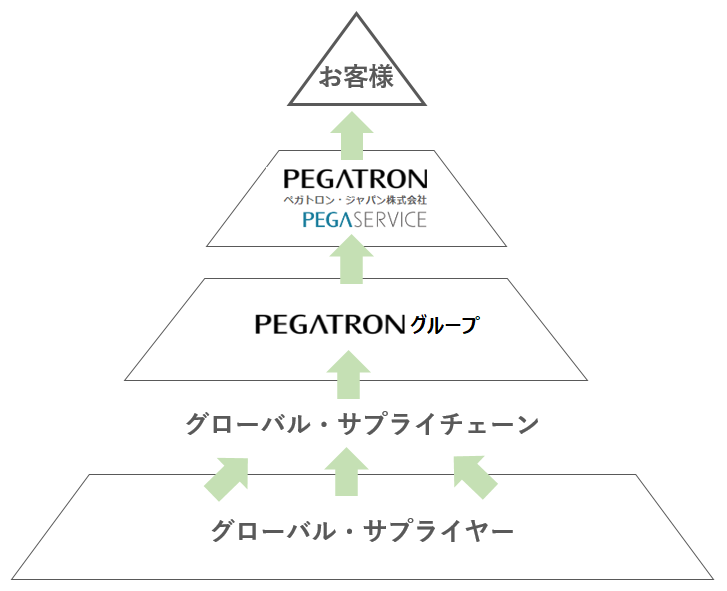 お客様
PEGATRON
ペガトロン・ジャパン株式会社
PEGASERVICE
PEGATRON グループ
グローバル・サプライチェーン
グローバル・サプライヤー